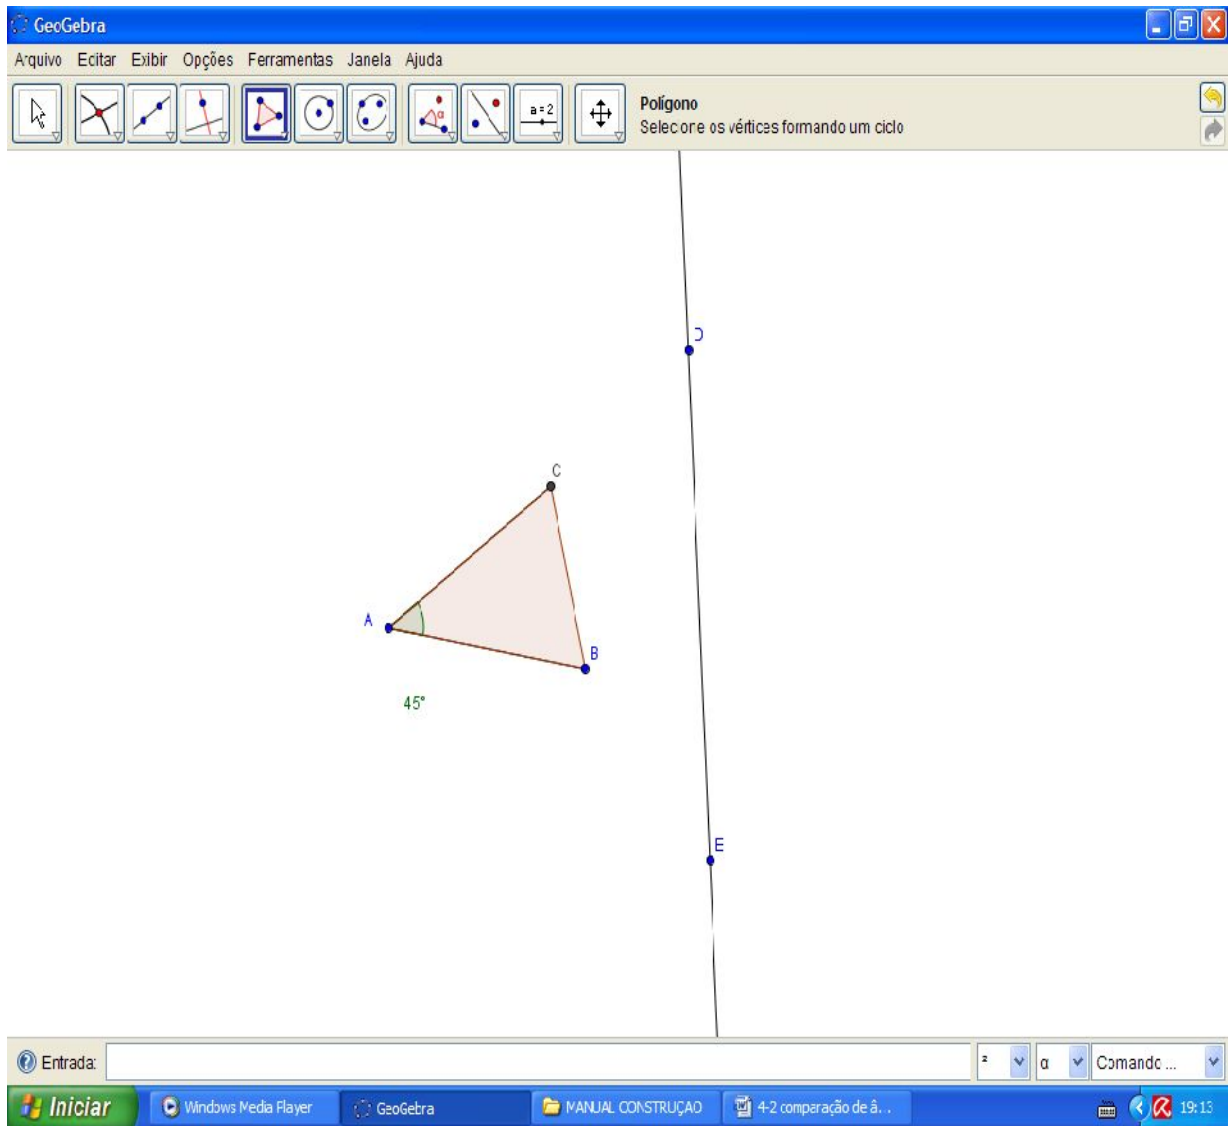 GeoGebra
Arquivo Editar Exibir Opções Ferramentas Janela Ajuda
a = 2
Polígono
Selecione os vértices formando um ciclo
α
D
C
A
B
45°
E
Entrada:
² α Comando ...
Iniciar Windows Media Player GeoGebra MANUAL CONSTRUÇAO 4-2 comparação de â... 19:13